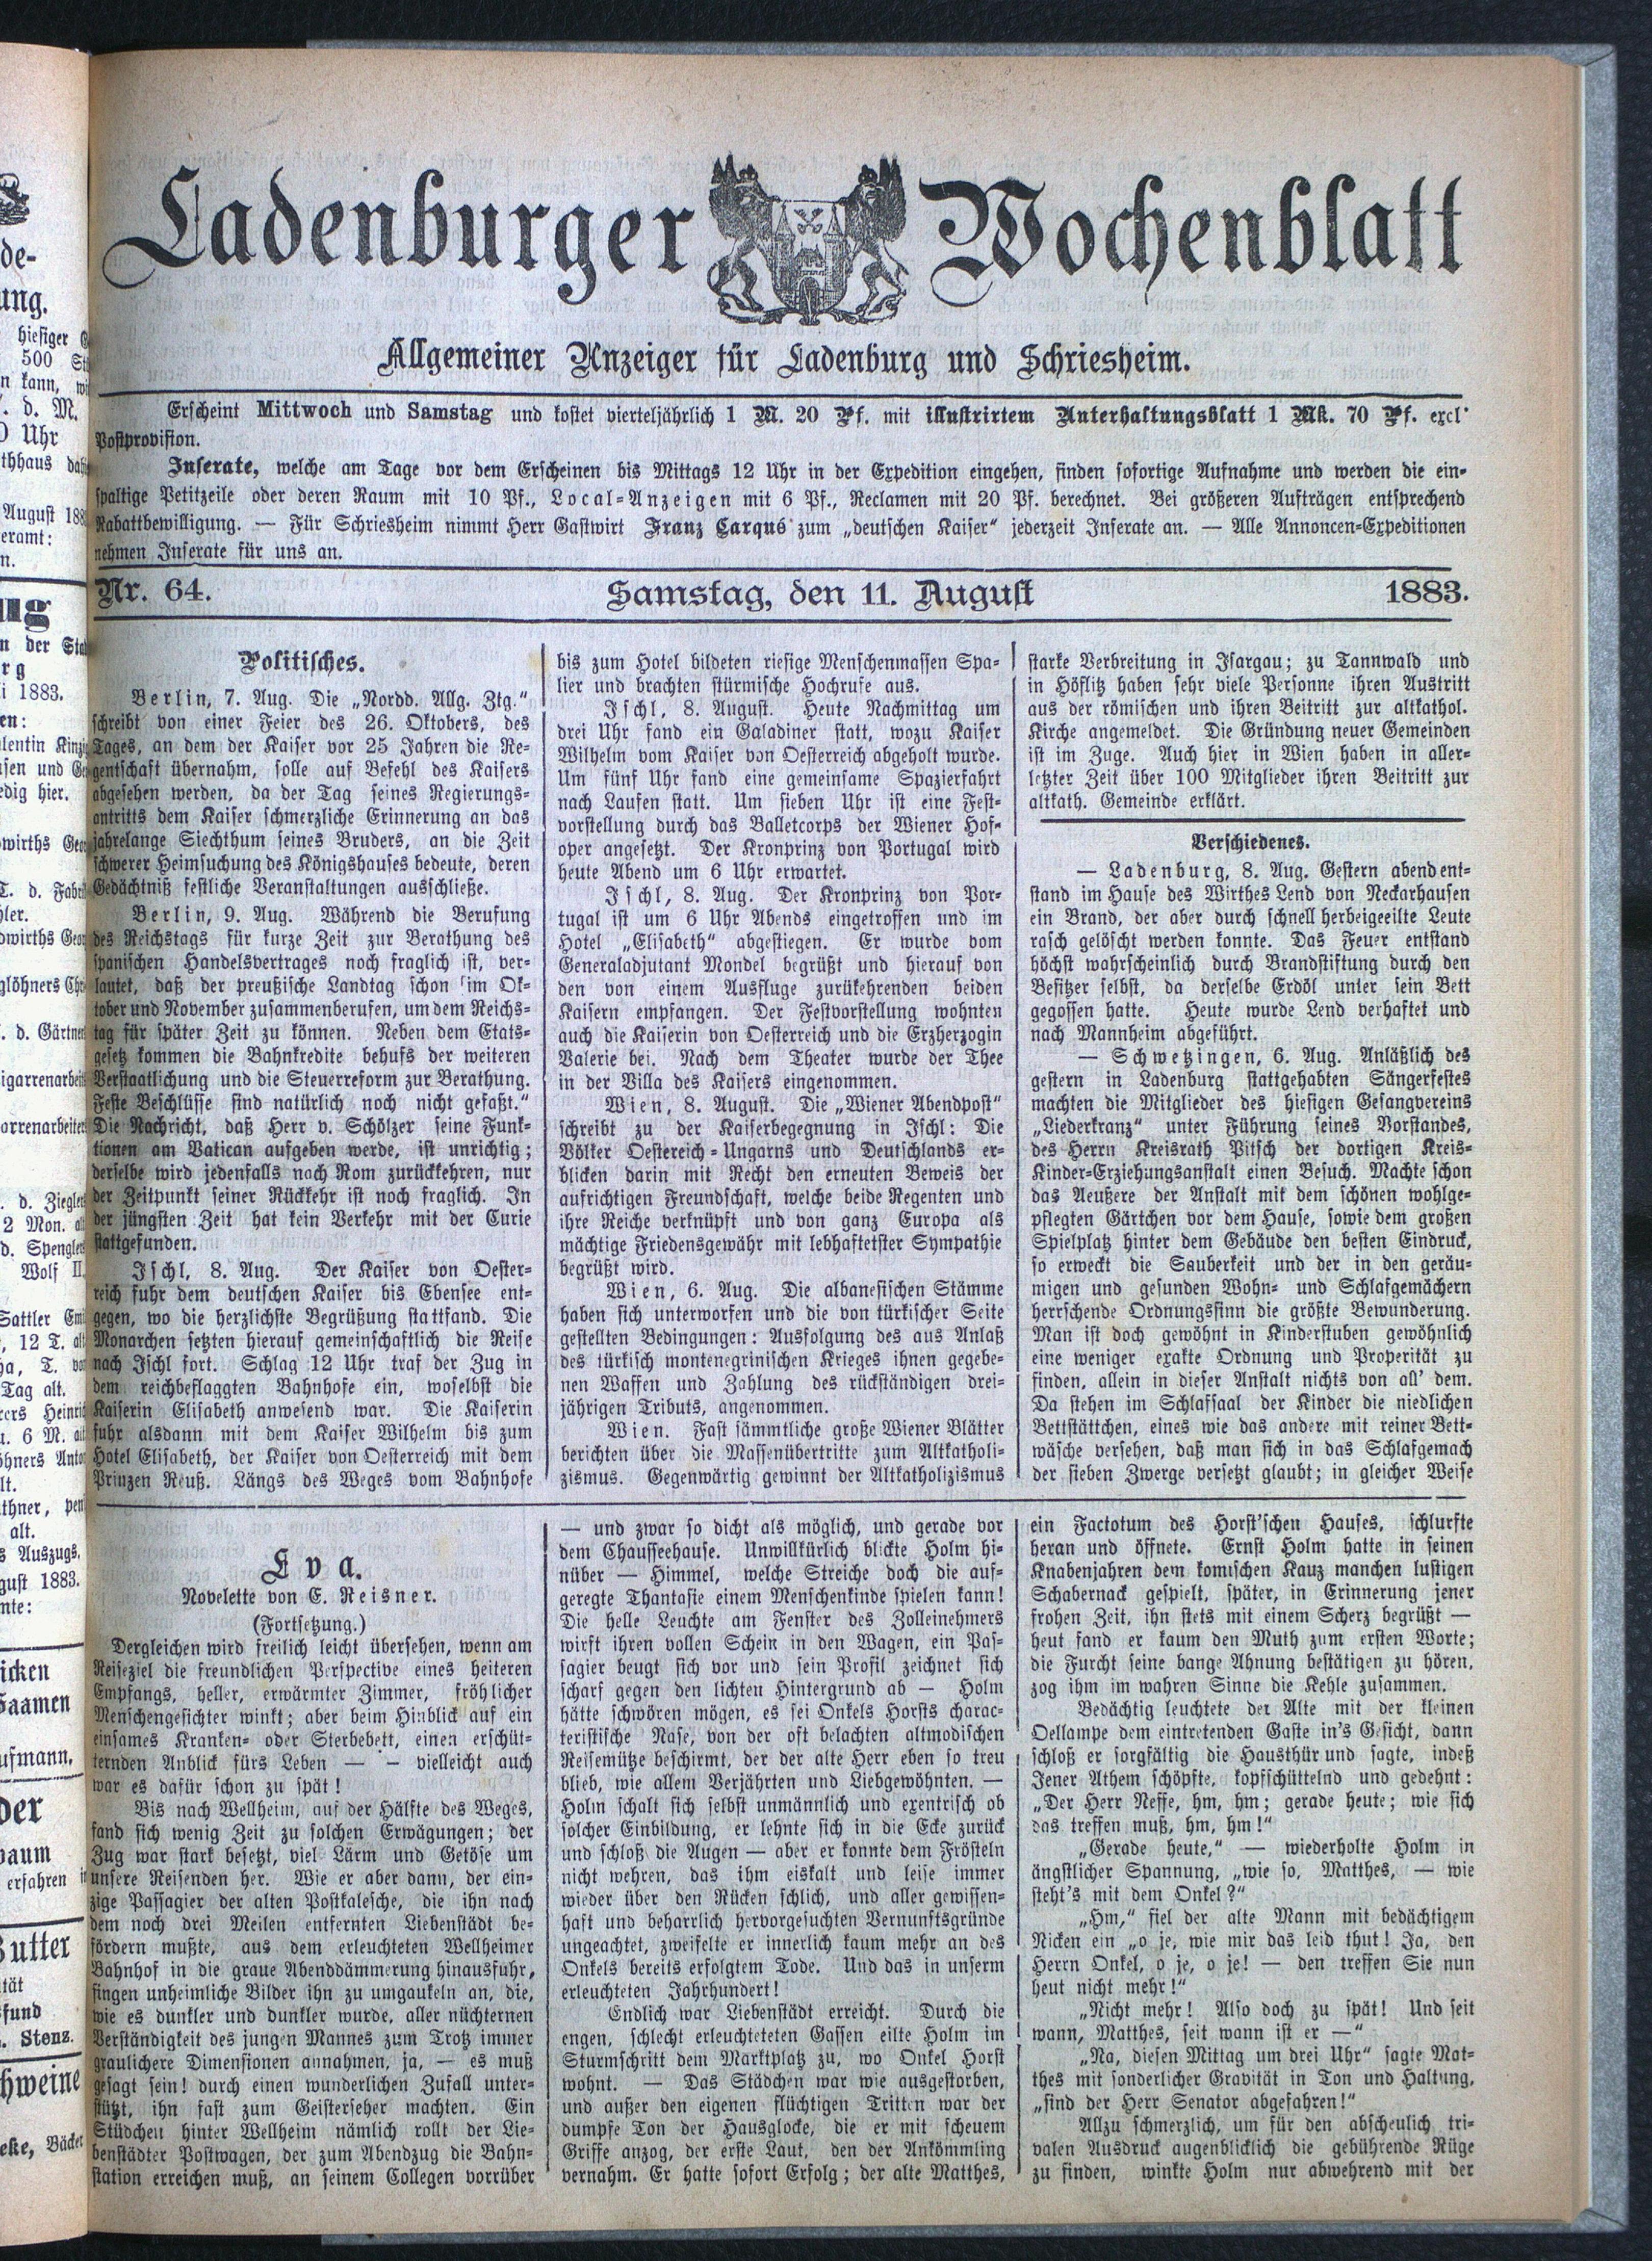 Ladenburger Wochenblatt
Allgemeiner Anzeiger für Ladenburg und Schriesheim.
Erscheint Mittwoch und Samstag und kostet vierteljährlich 1 M. 20 Pf. mit illustrirtem Unterhaltungsblatt 1 Mk. 70 Pf. excl.
Postprovision.
Inserate, welche am Tage vor dem Erscheinen bis Mittags 12 Uhr in der Expedition eingehen, finden sofortige Aufnahme und werden die ein-
spaltige Petitzeile oder deren Raum mit 10 Pf., Local-Anzeigen mit 6 Pf., Reclamen mit 20 Pf. berechnet. Bei größeren Aufträgen entsprechend
Rabattbewilligung. — Für Schriesheim nimmt Herr Gastwirt Franz Carqus zum „deutschen Kaiser“ jederzeit Inserate an. — Alle Annoncen-Expeditionen
nehmen Inserate für uns an.
Nr. 64. Samstag, den 11. August 1883.
Politisches.
Berlin, 7. Aug. Die „Nordd. Allg. Ztg.“
schreibt von einer Feier des 26. Oktobers, des
Tages, an dem der Kaiser vor 25 Jahren die Re-
gentschaft übernahm, solle auf Befehl des Kaisers
abgesehen werden, da der Tag seines Regierungs-
antritts dem Kaiser schmerzliche Erinnerung an das
jahrelange Siechthum seines Bruders, an die Zeit
schwerer Heimsuchung des Königshauses bedeute, deren
Gedächtniß festliche Veranstaltungen ausschließe.
Berlin, 9. Aug. Während die Berufung
des Reichstags für kurze Zeit zur Berathung des
spanischen Handelsvertrages noch fraglich ist, ver-
lautet, daß der preußische Landtag schon im Ok-
tober und November zusammenberufen, um dem Reichs-
tag für später Zeit zu können. Neben dem Etats-
gesetz kommen die Bahnkredite behufs der weiteren
Verstaatlichung und die Steuerreform zur Berathung.
Feste Beschlüsse sind natürlich noch nicht gefaßt.“
Die Nachricht, daß Herr v. Schölzer seine Funk-
tionen am Vatican aufgeben werde, ist unrichtig;
derselbe wird jedenfalls nach Rom zurückkehren, nur
der Zeitpunkt seiner Rückkehr ist noch fraglich. In
der jüngsten Zeit hat kein Verkehr mit der Curie
stattgefunden.
Ischl, 8. Aug. Der Kaiser von Oester-
reich fuhr dem deutschen Kaiser bis Ebensee ent-
gegen, wo die herzlichste Begrüßung stattfand. Die
Monarchen setzten hierauf gemeinschaftlich die Reise
nach Ischl fort. Schlag 12 Uhr traf der Zug in
dem reichbeflaggten Bahnhofe ein, woselbst die
Kaiserin Elisabeth anwesend war. Die Kaiserin
fuhr alsdann mit dem Kaiser Wilhelm bis zum
Hotel Elisabeth, der Kaiser von Oesterreich mit dem
Prinzen Reuß. Längs des Weges vom Bahnhofe
bis zum Hotel bildeten riesige Menschenmassen Spa-
lier und brachten stürmische Hochrufe aus.
Ischl, 8. August. Heute Nachmittag um
drei Uhr fand ein Galadiner statt, wozu Kaiser
Wilhelm vom Kaiser von Oesterreich abgeholt wurde.
Um fünf Uhr fand eine gemeinsame Spazierfahrt
nach Laufen statt. Um sieben Uhr ist eine Fest-
vorstellung durch das Balletcorps der Wiener Hof-
oper angesetzt. Der Kronprinz von Portugal wird
heute Abend um 6 Uhr erwartet.
Ischl, 8. Aug. Der Kronprinz von Por-
tugal ist um 6 Uhr Abends eingetroffen und im
Hotel „Elisabeth“ abgestiegen. Er wurde vom
Generaladjutant Mondel begrüßt und hierauf von
den von einem Ausfluge zurükehrenden beiden
Kaisern empfangen. Der Festvorstellung wohnten
auch die Kaiserin von Oesterreich und die Erzherzogin
Valerie bei. Nach dem Theater wurde der Thee
in der Villa des Kaisers eingenommen.
Wien, 8. August. Die „Wiener Abendpost“
schreibt zu der Kaiserbegegnung in Ischl: Die
Völker Oestereich-Ungarns und Deutschlands er-
blicken darin mit Recht den erneuten Beweis der
aufrichtigen Freundschaft, welche beide Regenten und
ihre Reiche verknüpft und von ganz Europa als
mächtige Friedensgewähr mit lebhaftetster Sympathie
begrüßt wird.
Wien, 6. Aug. Die albanesischen Stämme
haben sich unterworfen und die von türkischer Seite
gestellten Bedingungen: Ausfolgung des aus Anlaß
des türkisch montenegrinischen Krieges ihnen gegebe-
nen Waffen und Zahlung des rückständigen drei-
jährigen Tributs, angenommen.
Wien. Fast sämmtliche große Wiener Blätter
berichten über die Massenübertritte zum Altkatholi-
zismus. Gegenwärtig gewinnt der Altkatholizismus
starke Verbreitung in Isargau; zu Tannwald und
in Höflitz haben sehr viele Personne ihren Austritt
aus der römischen und ihren Beitritt zur altkathol.
Kirche angemeldet. Die Gründung neuer Gemeinden
ist im Zuge. Auch hier in Wien haben in aller-
letzter Zeit über 100 Mitglieder ihren Beitritt zur
altkath. Gemeinde erklärt.
Verschiedenes.
— Ladenburg, 8. Aug. Gestern abend ent-
stand im Hause des Wirthes Lend von Neckarhausen
ein Brand, der aber durch schnell herbeigeeilte Leute
rasch gelöscht werden konnte. Das Feuer entstand
höchst wahrscheinlich durch Brandstiftung durch den
Besitzer selbst, da derselbe Erdöl unter sein Bett
gegossen hatte. Heute wurde Lend verhaftet und
nach Mannheim abgeführt.
— Schwetzingen, 6. Aug. Anläßlich des
gestern in Ladenburg stattgehabten Sängerfestes
machten die Mitglieder des hiesigen Gesangvereins
„Liederkranz“ unter Führung seines Vorstandes,
des Herrn Kreisrath Pitsch der dortigen Kreis-
Kinder-Erziehungsanstalt einen Besuch. Machte schon
das Aeußere der Anstalt mit dem schönen wohlge-
pflegten Gärtchen vor dem Hause, sowie dem großen
Spielplatz hinter dem Gebäude den besten Eindruck,
so erweckt die Sauberkeit und der in den geräu-
migen und gesunden Wohn- und Schlafgemächern
herrschende Ordnungssinn die größte Bewunderung.
Man ist doch gewöhnt in Kinderstuben gewöhnlich
eine weniger exakte Ordnung und Properität zu
finden, allein in dieser Anstalt nichts von all' dem.
Da stehen im Schlafsaal der Kinder die niedlichen
Bettstättchen, eines wie das andere mit reiner Bett-
wäsche versehen, daß man sich in das Schlafgemach
der sieben Zwerge versetzt glaubt; in gleicher Weise
Eva.
Novelette von E. Reisner.
(Fortsetzung.)
Dergleichen wird freilich leicht übersehen, wenn am
Reiseziel die freundlichen Perspective eines heiteren
Empfangs, heller, erwärmter Zimmer, fröhlicher
Menschengesichter winkt; aber beim Hinblick auf ein
einsames Kranken- oder Sterbebett, einen erschüt-
ternden Anblick fürs Leben — – vielleicht auch
war es dafür schon zu spät!
Bis nach Wellheim, auf der Hälfte des Weges,
fand sich wenig Zeit zu solchen Erwägungen; der
Zug war stark besetzt, viel Lärm und Getöse um
unsere Reisenden her. Wie er aber dann, der ein-
zige Passagier der alten Postkalesche, die ihn nach
dem noch drei Meilen entfernten Liebenstädt be-
fördern mußte, aus dem erleuchteten Wellheimer
Bahnhof in die graue Abenddämmerung hinausfuhr,
fingen unheimliche Bilder ihn zu umgaukeln an, die,
wie es dunkler und dunkler wurde, aller nüchternen
Verständigkeit des jungen Mannes zum Trotz immer
graulichere Dimensionen annahmen, ja, — es muß
gesagt sein! durch einen wunderlichen Zufall unter-
stützt, ihn fast zum Geisterseher machten. Ein
Stüdchen hinter Wellheim nämlich rollt der Lie-
benstädter Postwagen, der zum Abendzug die Bahn-
station erreichen muß, an seinem Collegen vorrüber
— und zwar so dicht als möglich, und gerade vor
dem Chausseehause. Unwillkürlich blickte Holm hi-
nüber — Himmel, welche Streiche doch die auf-
geregte Thantasie einem Menschenkinde spielen kann!
Die helle Leuchte am Fenster des Zolleinehmers
wirft ihren vollen Schein in den Wagen, ein Pas-
sagier beugt sich vor und sein Profil zeichnet sich
scharf gegen den lichten Hintergrund ab — Holm
hätte schwören mögen, es sei Onkels Horsts charac-
teristische Nase, von der oft belachten altmodischen
Reisemütze beschirmt, der der alte Herr eben so treu
blieb, wie allem Verjährten und Liebgewöhnten. —
Holm schalt sich selbst unmännlich und exentrisch ob
solcher Einbildung, er lehnte sich in die Ecke zurück
und schloß die Augen — aber er konnte dem Frösteln
nicht wehren, das ihm eiskalt und leise immer
wieder über den Rücken schlich, und aller gewissen-
haft und beharrlich hervorgesuchten Vernunftsgründe
ungeachtet, zweifelte er innerlich kaum mehr an des
Onkels bereits erfolgtem Tode. Und das in unserm
erleuchteten Jahrhundert!
Endlich war Liebenstädt erreicht. Durch die
engen, schlecht erleuchteteten Gassen eilte Holm im
Sturmschritt dem Marktplatz zu, wo Onkel Horst
wohnt. — Das Städchen war wie ausgestorben,
und außer den eigenen flüchtigen Tritten war der
dumpfe Ton der Hausglocke, die er mit scheuem
Griffe anzog, der erste Laut, den der Ankömmling
vernahm. Er hatte sofort Erfolg; der alte Matthes,
ein Factotum des Horst'schen Hauses, schlurfte
heran und öffnete. Ernst Holm hatte in seinen
Knabenjahren dem komischen Kauz manchen lustigen
Schabernack gespielt, später, in Erinnerung jener
frohen Zeit, ihn stets mit einem Scherz begrüßt —
heut fand er kaum den Muth zum ersten Worte;
die Furcht seine bange Ahnung bestätigen zu hören,
zog ihm im wahren Sinne die Kehle zusammen.
Bedächtig leuchtete der Alte mit der kleinen
Oellampe dem eintretenden Gaste in's Gesicht, dann
schloß er sorgfältig die Hausthür und sagte, indeß
Jener Athem schöpfte, kopfschüttelnd und gedehnt:
„Der Herr Neffe, hm, hm; gerade heute; wie sich
das treffen muß, hm, hm!“
„Gerade heute,“ — wiederholte Holm in
ängstlicher Spannung, „wie so, Matthes, — wie
steht's mit dem Onkel?“
„Hm,“ fiel der alte Mann mit bedächtigem
Nicken ein „o je, wie mir das leid thut! Ja, den
Herrn Onkel, o je, o je! — den treffen Sie nun
heut nicht mehr!“
„Nicht mehr! Also doch zu spät! Und seit
wann, Matthes, seit wann ist er —“
„Na, diesen Mittag um drei Uhr“ sagte Mat-
thes mit sonderlicher Gravität in Ton und Haltung,
„sind der Herr Senator abgefahren!“
Allzu schmerzlich, um für den abscheulich tri-
valen Ausdruck augenblicklich die gebührende Rüge
zu finden, winkte Holm nur abwehrend mit der